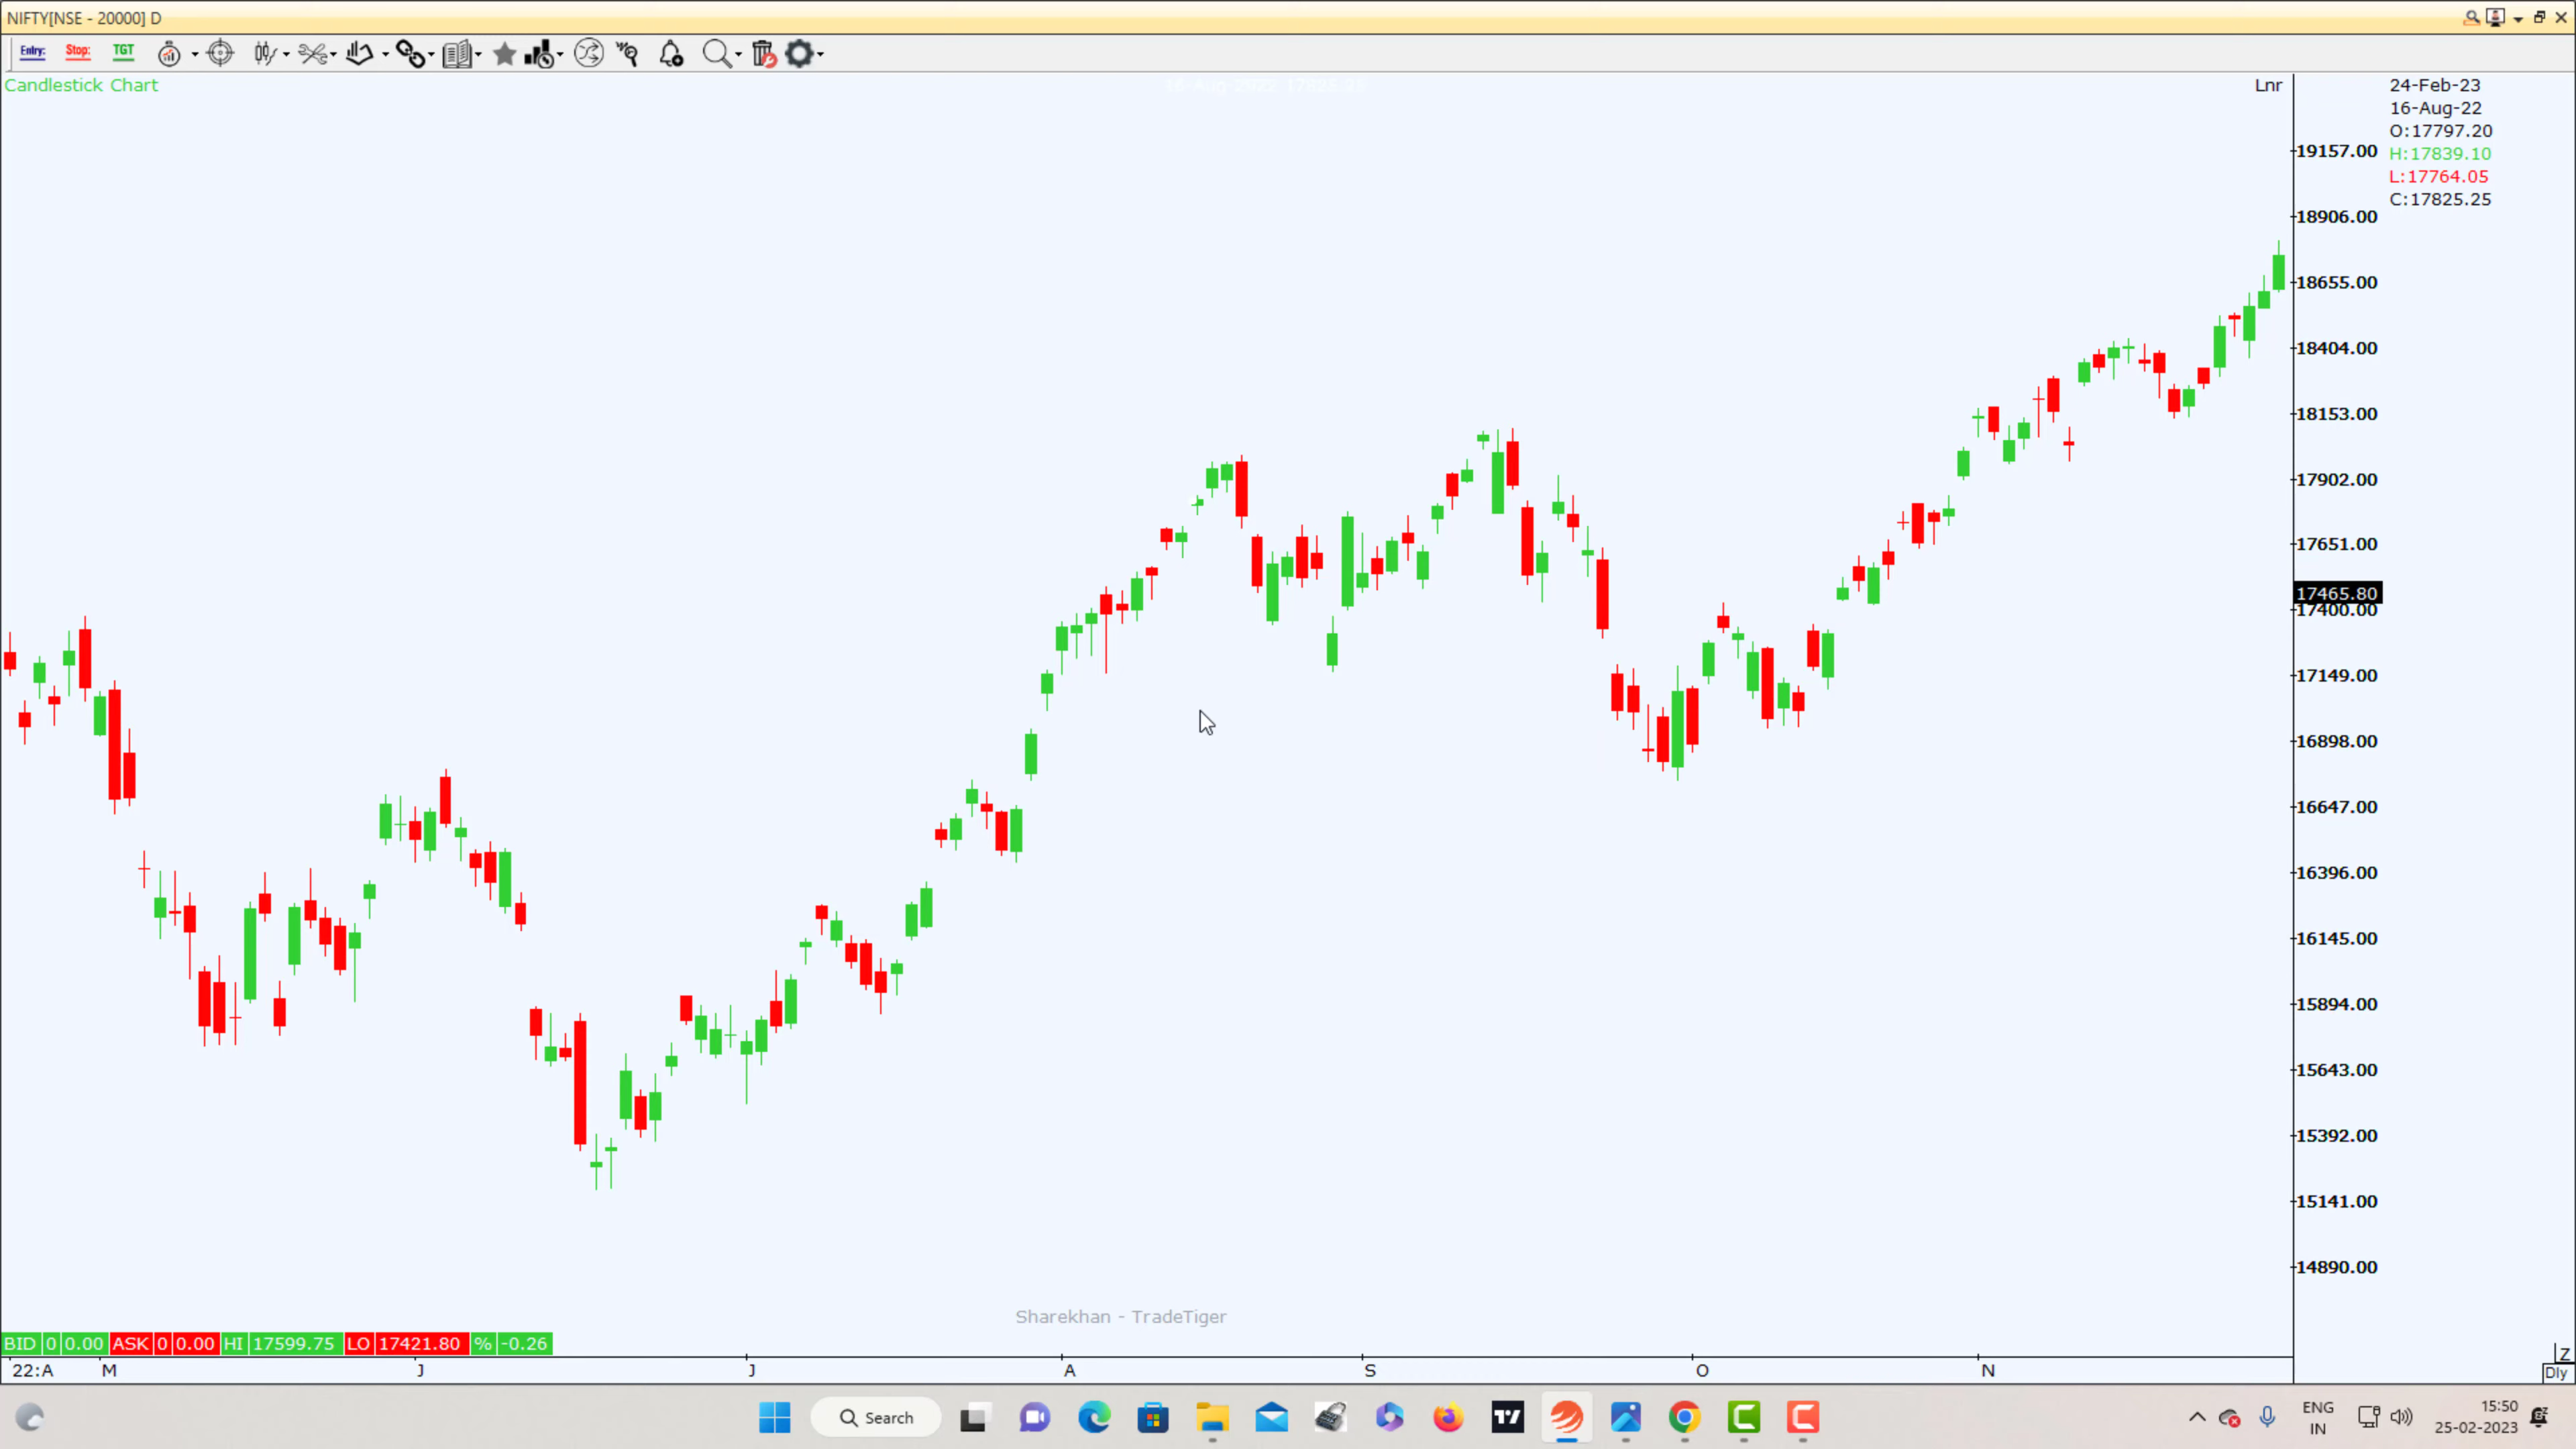 NIFTY[NSE - 20000] D
Entry: Stop: TGT
Candlestick Chart
Lnr
24-Feb-23
16-Aug-22
O:17797.20
H:17839.10
L:17764.05
C:17825.25
19157.00
18906.00
18655.00
18404.00
18153.00
17902.00
17651.00
17465.80
17400.00
17149.00
16898.00
16647.00
16396.00
16145.00
15894.00
15643.00
15392.00
15141.00
14890.00
Sharekhan - TradeTiger
BID 0 0.00 ASK 0 0.00 HI 17599.75 LO 17421.80 % -0.26
22:A M J J A S O N
Z
Dly
Search
ENG
IN
15:50
25-02-2023